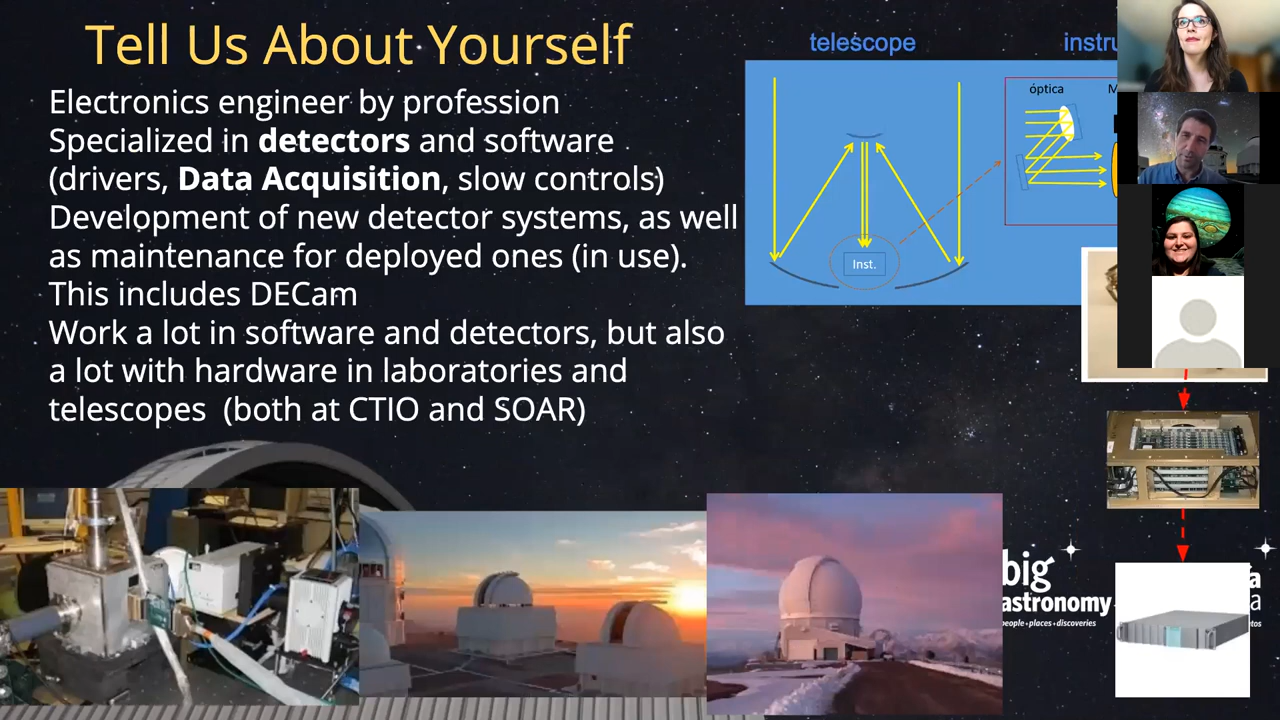 Tell Us About Yourself
Electronics engineer by profession
Specialized in detectors and software
(drivers, Data Acquisition, slow controls)
Development of new detector systems, as well
as maintenance for deployed ones (in use).
This includes DECam
Work a lot in software and detectors, but also
a lot with hardware in laboratories and
telescopes (both at CTIO and SOAR)
telescope
óptica
Inst.
big
astronomy
people•places•discoveries